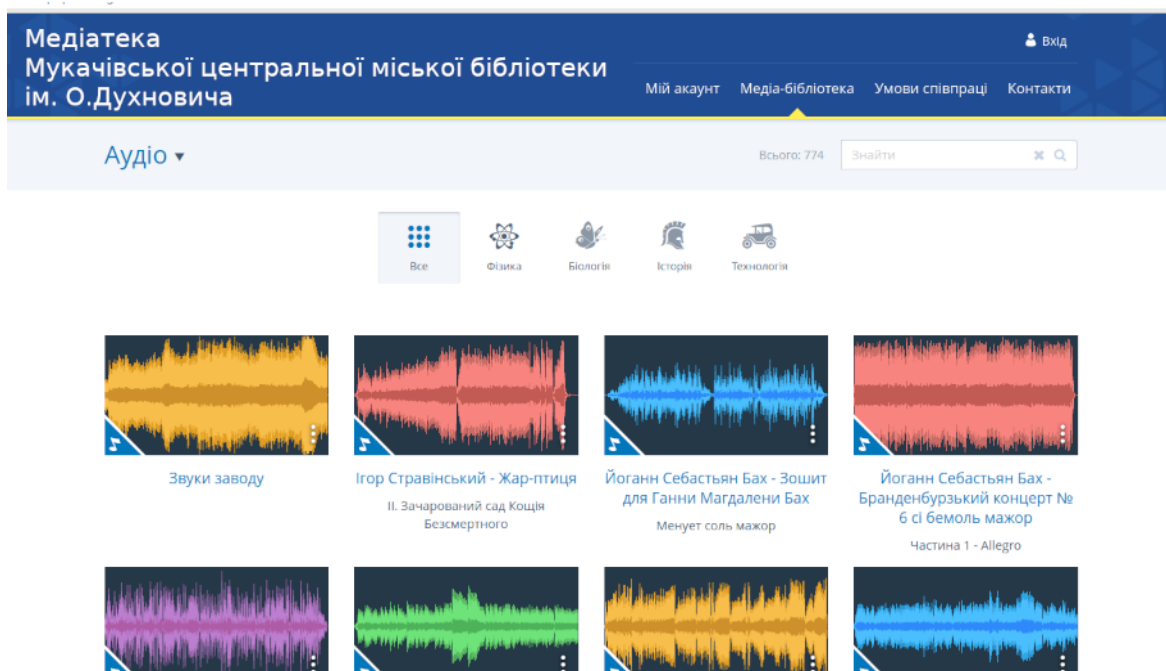 Медіатека
Мукачівської центральної міської бібліотеки
ім. О.Духновича
Вхід
Мій акаунт Медіа-бібліотека Умови співпраці Контакти
Аудіо
Всього: 774
Знайти
Все Фізика Біологія Історія Технологія
Звуки заводу
Ігор Стравінський - Жар-птиця
II. Зачарований сад Кощія
Безсмертного
Йоганн Себастьян Бах - Зошит
для Ганни Магдалени Бах
Менует соль мажор
Йоганн Себастьян Бах -
Бранденбурзький концерт №
6 сі бемоль мажор
Частина 1 - Allegro